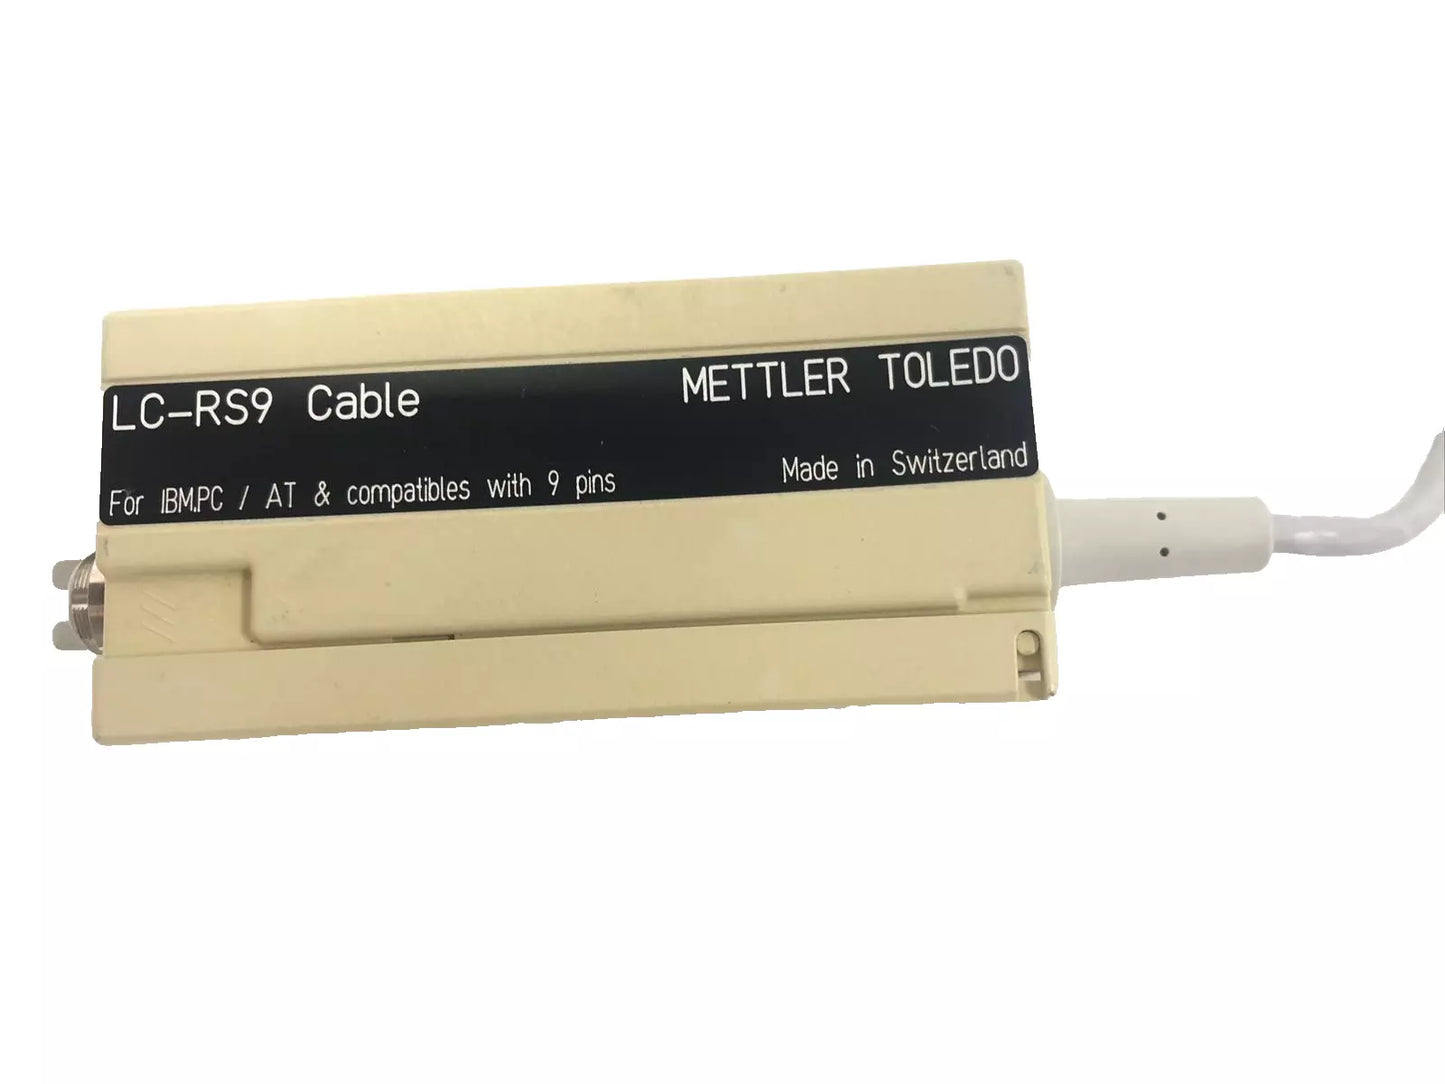 LC-RS9 Cable METTLER TOLEDO
For IBM.PC / AT & compatibles with 9 pins Made in Switzerland